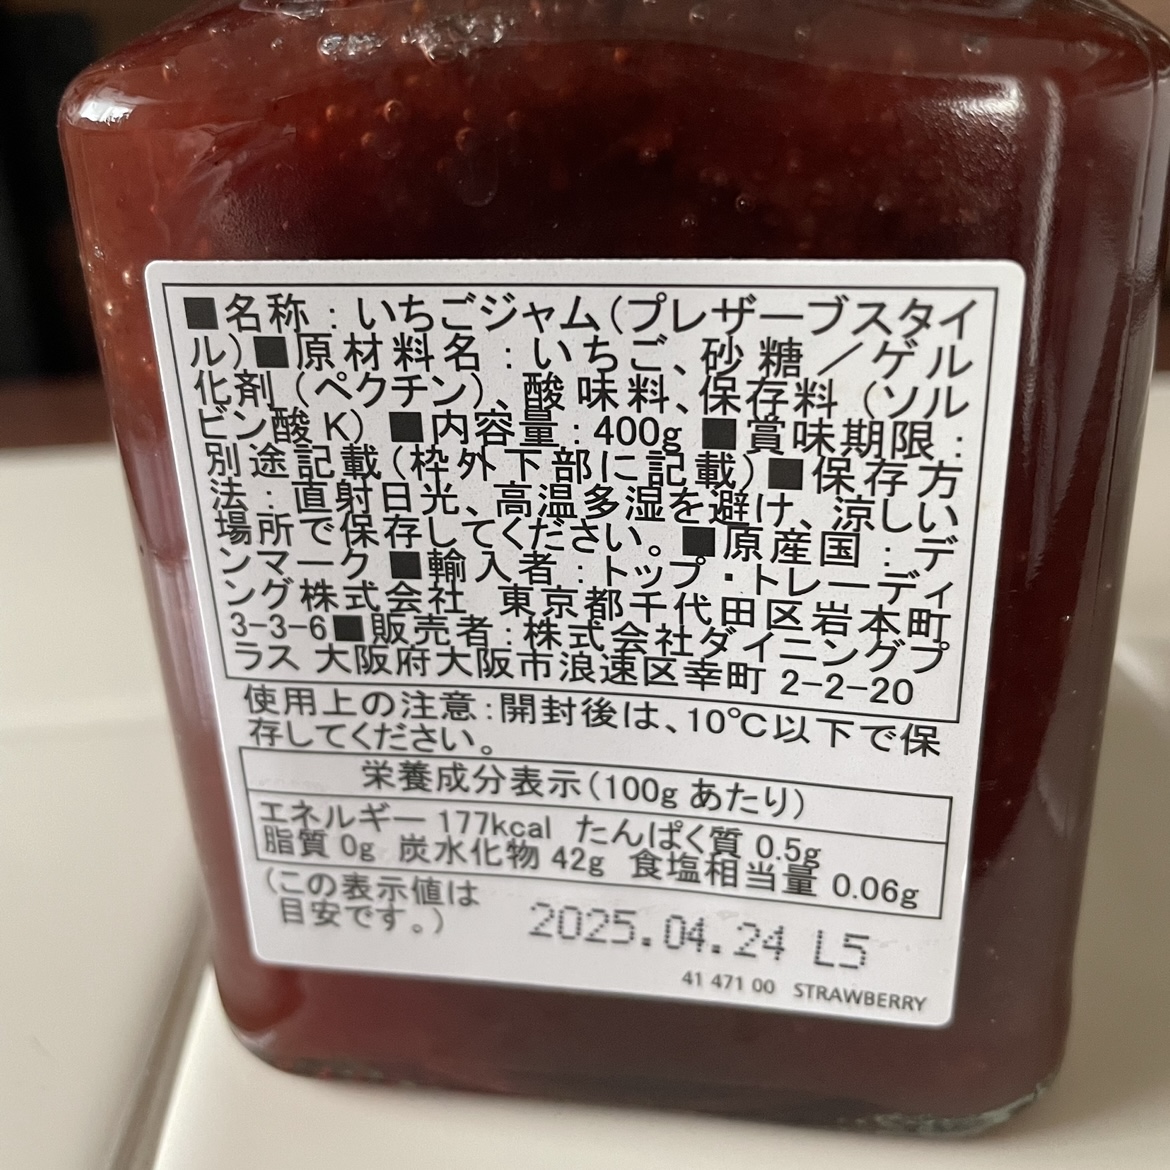 ■名称：いちごジャム（プレザーブスタイ
ル）■原材料名：いちご、砂糖／ゲル
化剤（ペクチン）、酸味料、保存料（ソル
ビン酸K）■内容量：400g■賞味期限：
別途記載（枠外下部に記載）■保存方
法：直射日光、高温多湿を避け、涼しい
場所で保存してください。■原産国：デ
ンマーク■輸入者：トップ・トレーディ
ング株式会社 東京都千代田区岩本町
3-3-6■販売者：株式会社ダイニングプ
ラス 大阪府大阪市浪速区幸町 2-2-20
使用上の注意：開封後は、10℃以下で保
存してください。
栄養成分表示（100g あたり）
エネルギー 177kcal たんぱく質 0.5g
脂質 0g 炭水化物 42g 食塩相当量 0.06g
（この表示値は
目安です。）
2025.04.24 L5
41 471 00 STRAWBERRY